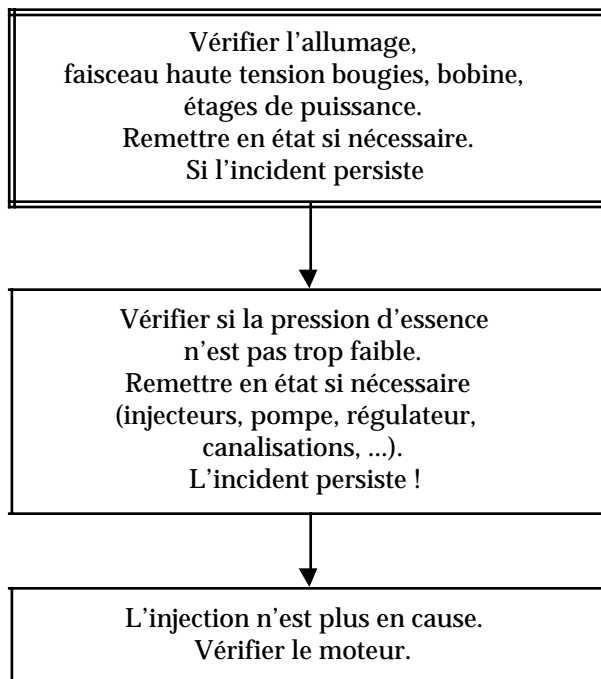 Vérifier l’allumage,
faisceau haute tension bougies, bobine,
étages de puissance.
Remettre en état si nécessaire.
Si l’incident persiste
Vérifier si la pression d’essence
n’est pas trop faible.
Remettre en état si nécessaire
(injecteurs, pompe, régulateur,
canalisations, ...).
L’incident persiste !
L’injection n’est plus en cause.
Vérifier le moteur.